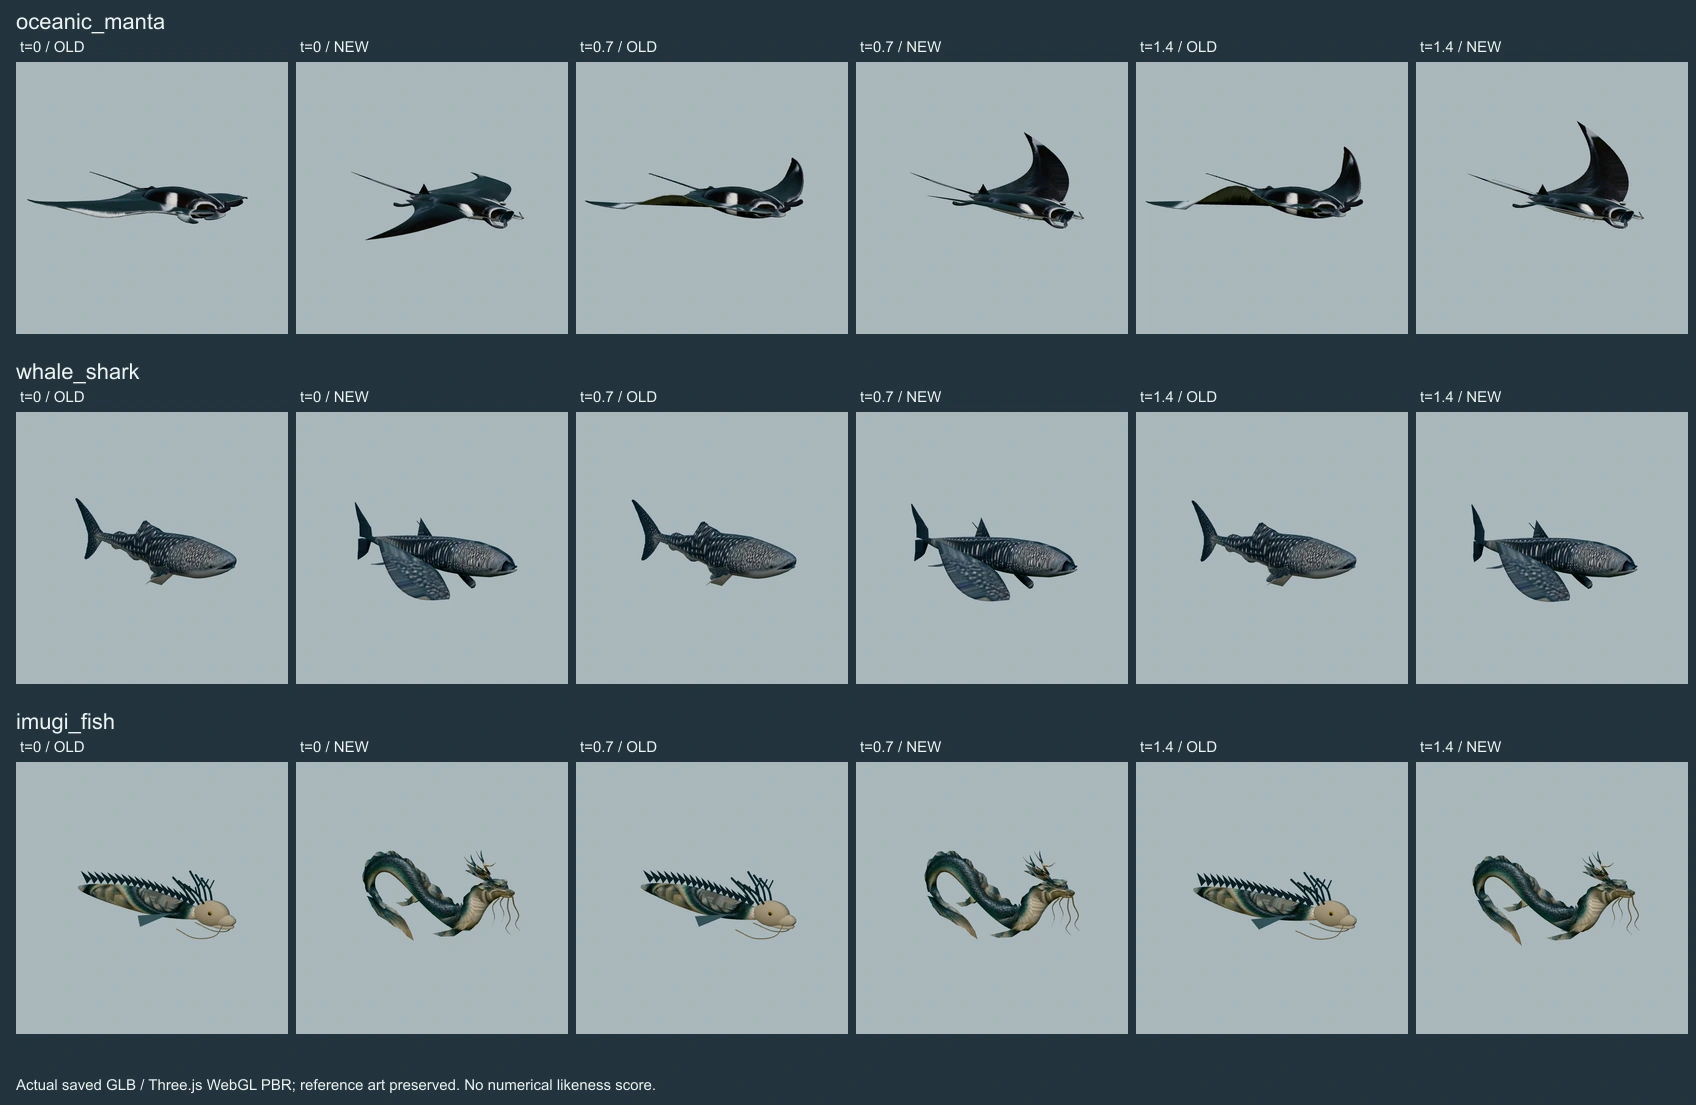 oceanic_manta
t=0 / OLD
t=0 / NEW
t=0.7 / OLD
t=0.7 / NEW
t=1.4 / OLD
t=1.4 / NEW
whale_shark
t=0 / OLD
t=0 / NEW
t=0.7 / OLD
t=0.7 / NEW
t=1.4 / OLD
t=1.4 / NEW
imugi_fish
t=0 / OLD
t=0 / NEW
t=0.7 / OLD
t=0.7 / NEW
t=1.4 / OLD
t=1.4 / NEW
Actual saved GLB / Three.js WebGL PBR; reference art preserved. No numerical likeness score.